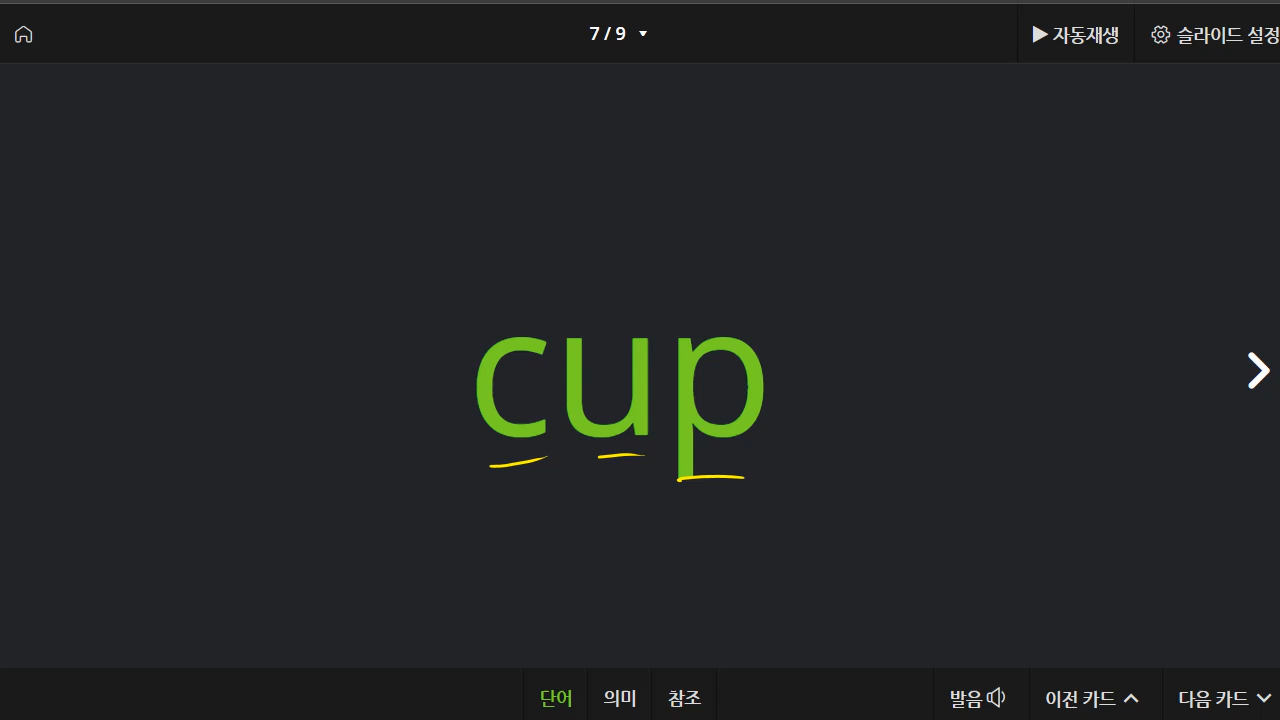 7 / 9
자동재생
슬라이드 설정
cup
단어 의미 참조
발음 이전 카드 다음 카드